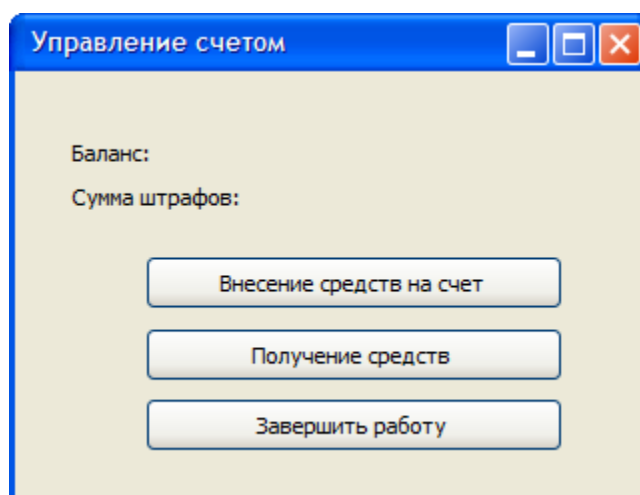 Управление счетом
Баланс:
Сумма штрафов:
Внесение средств на счет
Получение средств
Завершить работу